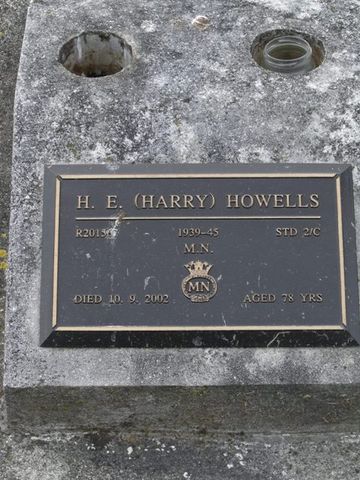 H. E. (HARRY) HOWELLS
1939-45 STD 2/C
M.N.
MN
DIED 10. 9. 2002 AGED 78 YRS